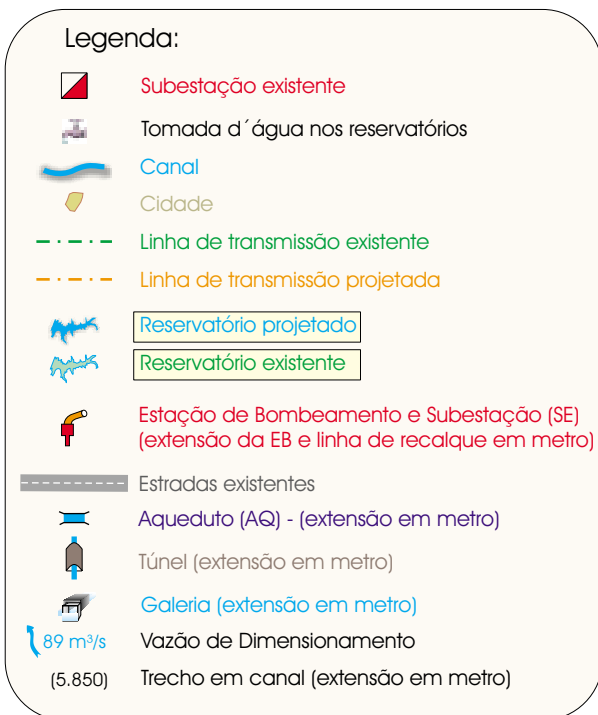 Legenda:
Subestação existente
Tomada d´água nos reservatórios
Canal
Cidade
Linha de transmissão existente
Linha de transmissão projetada
Reservatório projetado
Reservatório existente
Estação de Bombeamento e Subestação (SE)
(extensão da EB e linha de recalque em metro)
Estradas existentes
Aqueduto (AQ) - (extensão em metro)
Túnel (extensão em metro)
Galeria (extensão em metro)
89 m³/s Vazão de Dimensionamento
(5.850) Trecho em canal (extensão em metro)